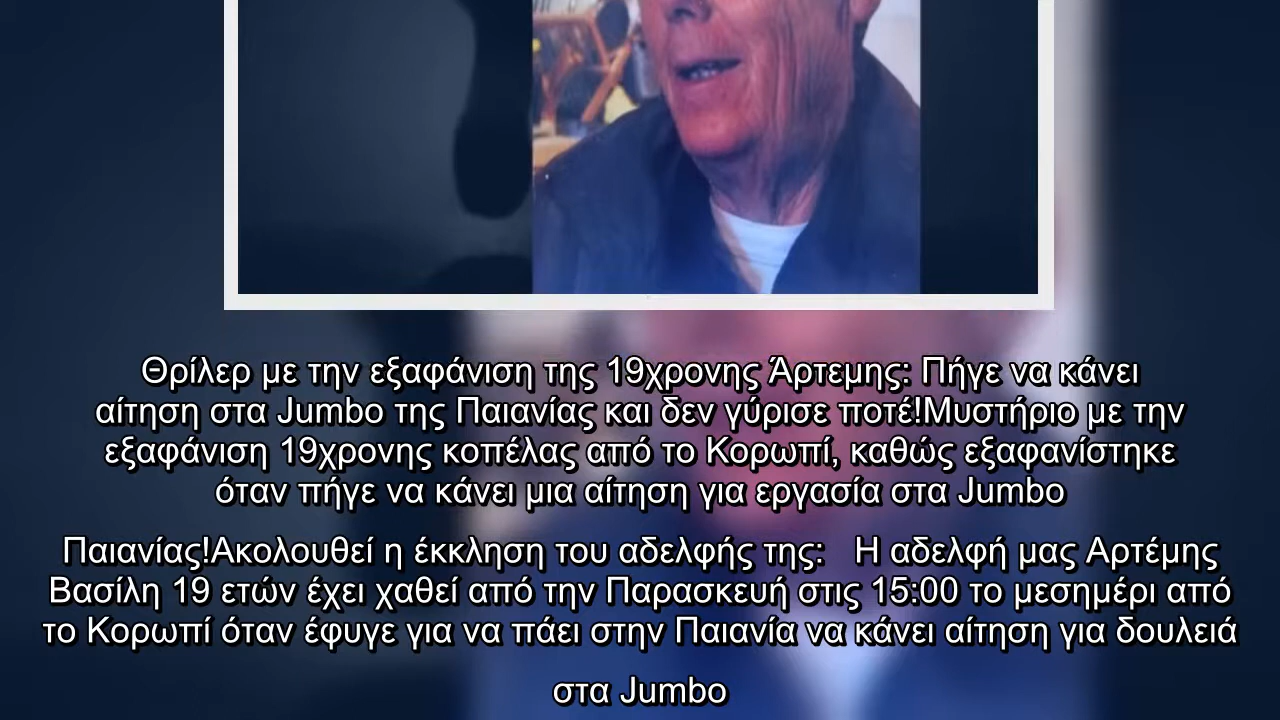 Θρίλερ με την εξαφάνιση της 19χρονης Άρτεμης: Πήγε να κάνει
αίτηση στα Jumbo της Παιανίας και δεν γύρισε ποτέ!Μυστήριο με την
εξαφάνιση 19χρονης κοπέλας από το Κορωπί, καθώς εξαφανίστηκε
όταν πήγε να κάνει μια αίτηση για εργασία στα Jumbo
Παιανίας!Ακολουθεί η έκκληση του αδελφής της:   Η αδελφή μας Αρτέμης
Βασίλη 19 ετών έχει χαθεί από την Παρασκευή στις 15:00 το μεσημέρι από
το Κορωπί όταν έφυγε για να πάει στην Παιανία να κάνει αίτηση για δουλειά
στα Jumbo